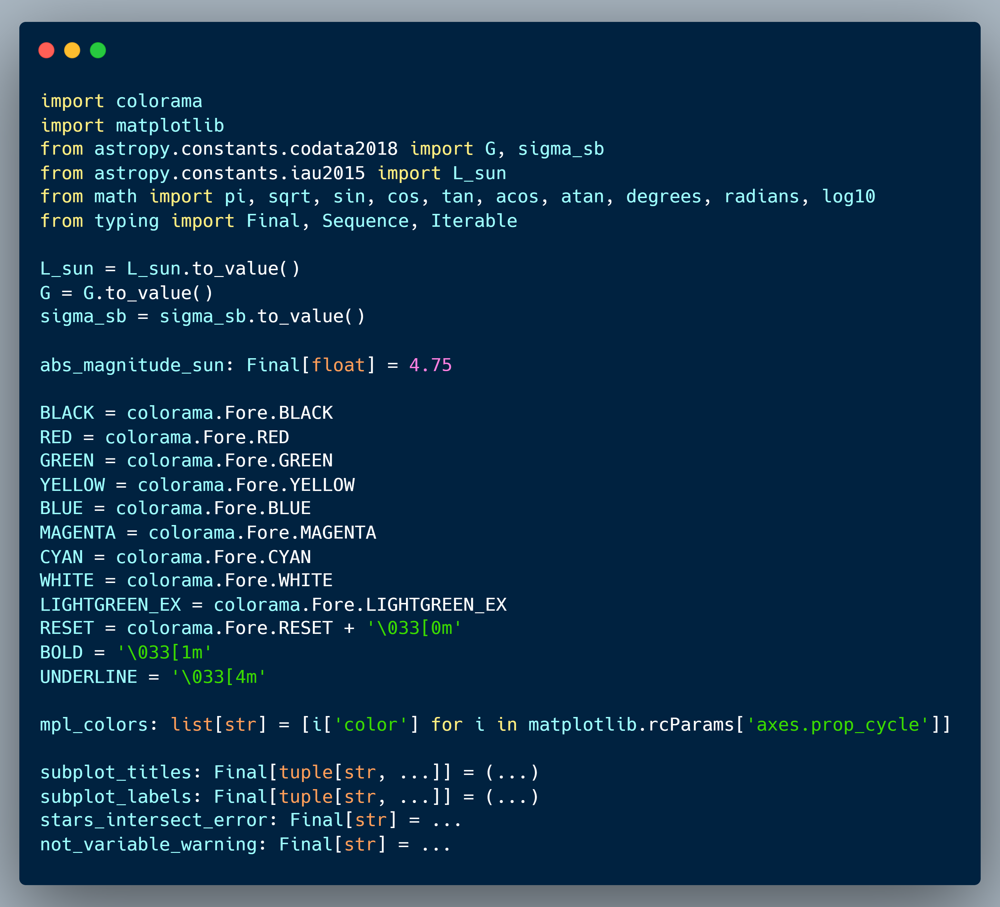 import colorama
import matplotlib
from astropy.constants.codata2018 import G, sigma_sb
from astropy.constants.iau2015 import L_sun
from math import pi, sqrt, sin, cos, tan, acos, atan, degrees, radians, log10
from typing import Final, Sequence, Iterable

L_sun = L_sun.to_value()
G = G.to_value()
sigma_sb = sigma_sb.to_value()

abs_magnitude_sun: Final[float] = 4.75

BLACK = colorama.Fore.BLACK
RED = colorama.Fore.RED
GREEN = colorama.Fore.GREEN
YELLOW = colorama.Fore.YELLOW
BLUE = colorama.Fore.BLUE
MAGENTA = colorama.Fore.MAGENTA
CYAN = colorama.Fore.CYAN
WHITE = colorama.Fore.WHITE
LIGHTGREEN_EX = colorama.Fore.LIGHTGREEN_EX
RESET = colorama.Fore.RESET + '\033[0m'
BOLD = '\033[1m'
UNDERLINE = '\033[4m'

mpl_colors: list[str] = [i['color'] for i in matplotlib.rcParams['axes.prop_cycle']]

subplot_titles: Final[tuple[str, ...]] = (...)
subplot_labels: Final[tuple[str, ...]] = (...)
stars_intersect_error: Final[str] = ...
not_variable_warning: Final[str] = ...